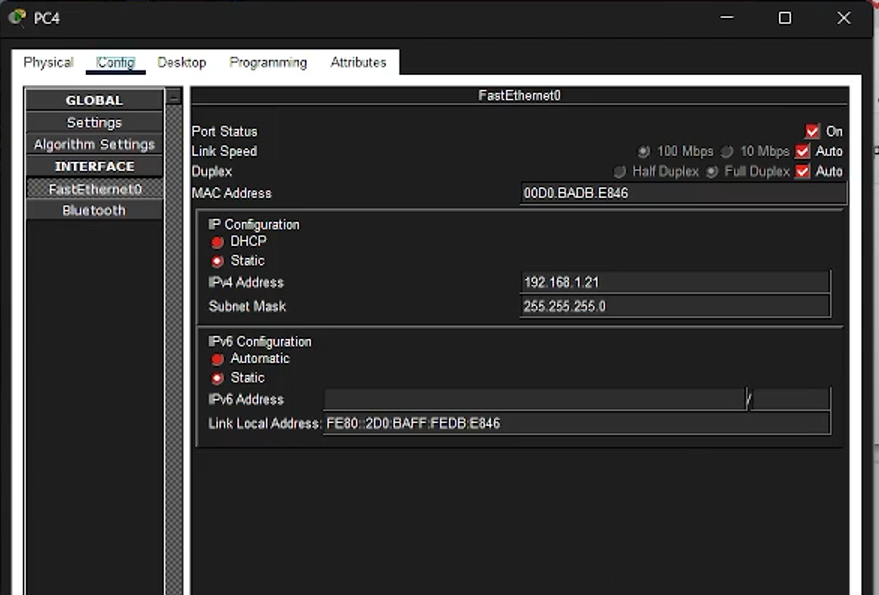 PC4
Physical Config Desktop Programming Attributes
GLOBAL
Settings
Algorithm Settings
INTERFACE
FastEthernet0
Bluetooth
FastEthernet0
Port Status On
Link Speed 100 Mbps 10 Mbps Auto
Duplex Half Duplex Full Duplex Auto
MAC Address 00D0.BADB.E846
IP Configuration
DHCP
Static
IPv4 Address 192.168.1.21
Subnet Mask 255.255.255.0
IPv6 Configuration
Automatic
Static
IPv6 Address /
Link Local Address: FE80::2D0:BAFF:FEDB:E846